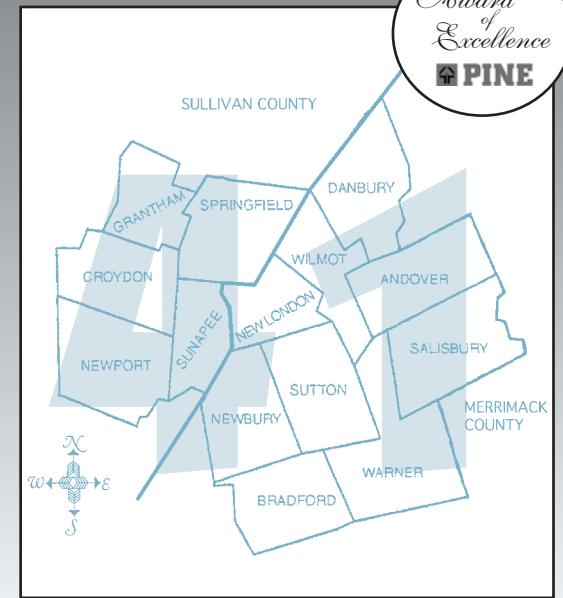 Award
of
Excellence
PINE
SULLIVAN COUNTY
DANBURY
GRANTHAM
SPRINGFIELD
WILMOT
CROYDON
ANDOVER
NEW LONDON
SUNAPEE
SALISBURY
NEWPORT
SUTTON
MERRIMACK
COUNTY
NEWBURY
WARNER
BRADFORD
N
W
E
S
41